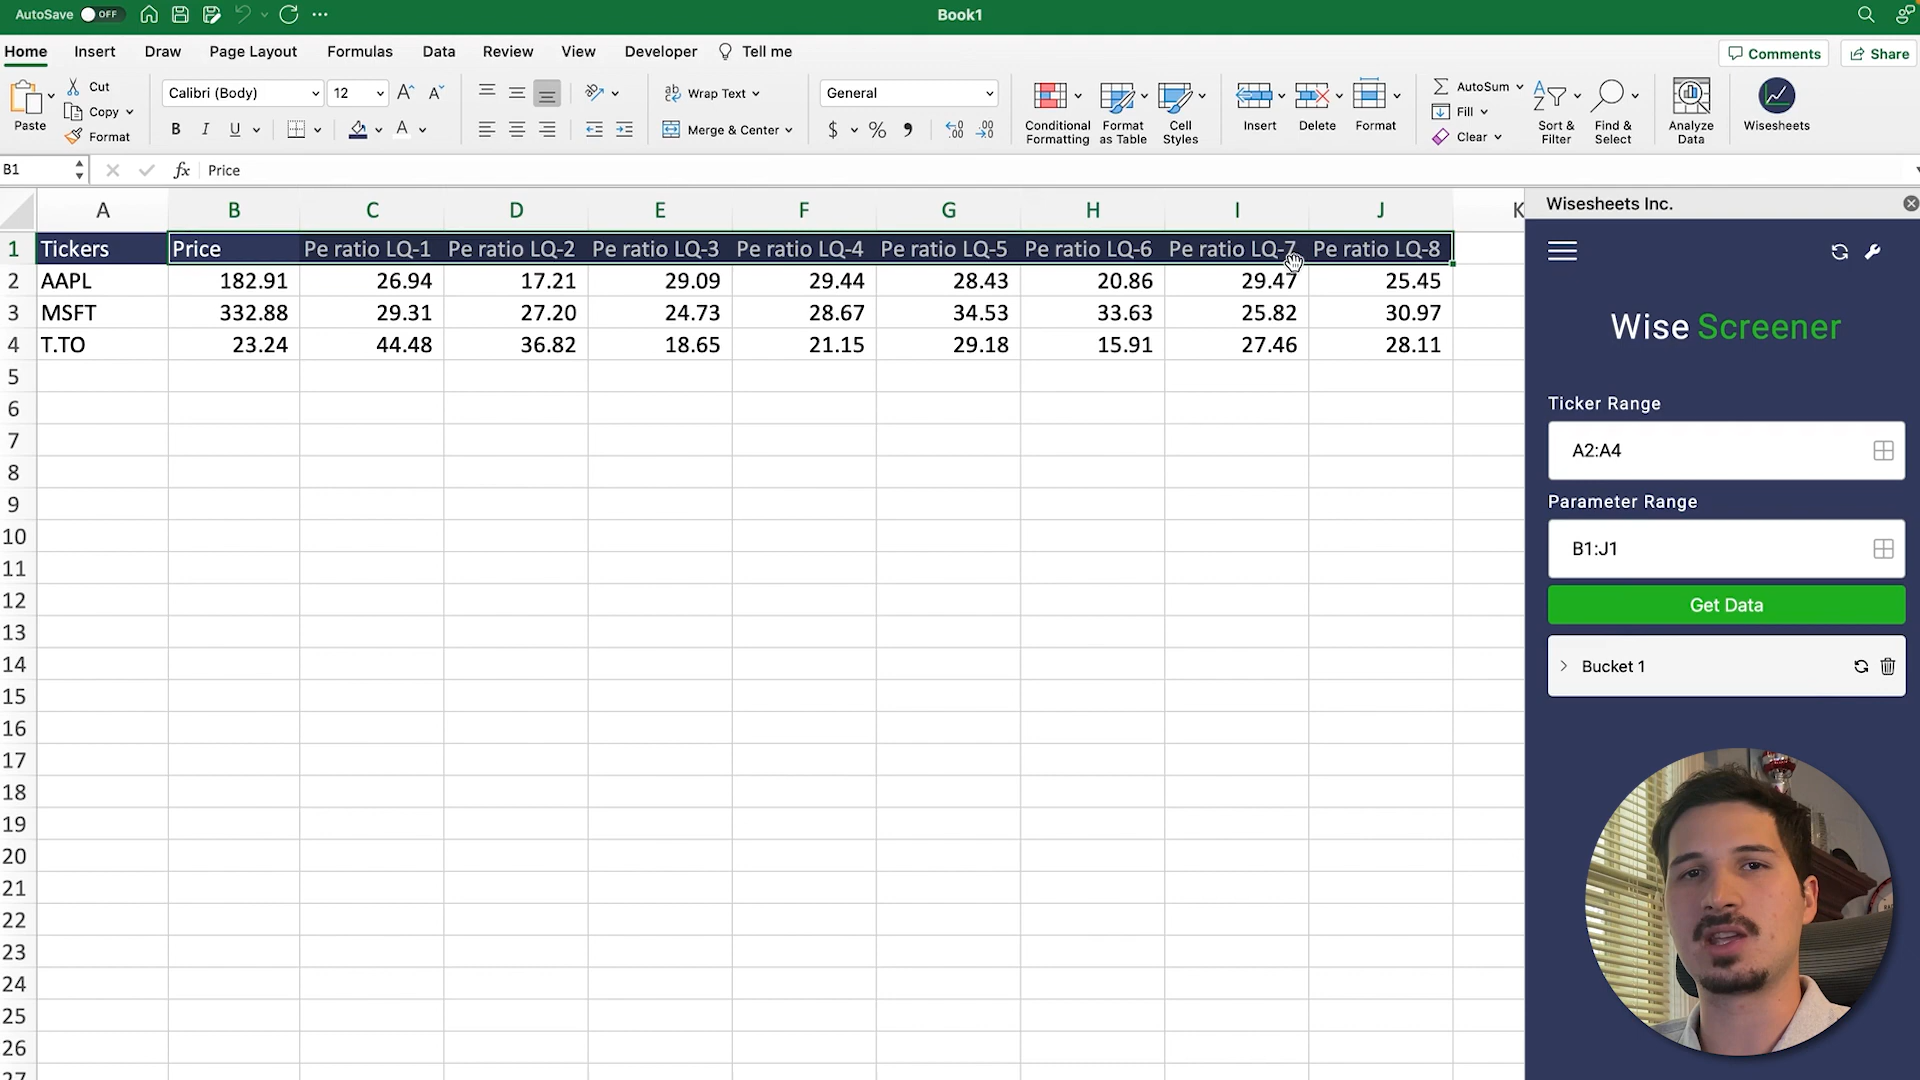 AutoSave OFF
Book1
Home Insert Draw Page Layout Formulas Data Review View Developer Tell me
Comments Share
Paste
Cut
Copy
Format
Calibri (Body) 12
B I U
Wrap Text
Merge & Center
General
$ % 9
Conditional Formatting
Format as Table
Cell Styles
Insert Delete Format
AutoSum
Fill
Clear
Sort & Filter
Find & Select
Analyze Data
Wisesheets
B1 fx Price
A B C D E F G H I J K
1 Tickers Price Pe ratio LQ-1 Pe ratio LQ-2 Pe ratio LQ-3 Pe ratio LQ-4 Pe ratio LQ-5 Pe ratio LQ-6 Pe ratio LQ-7 Pe ratio LQ-8
2 AAPL 182.91 26.94 17.21 29.09 29.44 28.43 20.86 29.47 25.45
3 MSFT 332.88 29.31 27.20 24.73 28.67 34.53 33.63 25.82 30.97
4 T.TO 23.24 44.48 36.82 18.65 21.15 29.18 15.91 27.46 28.11
5
6
7
8
9
10
11
12
13
14
15
16
17
18
19
20
21
22
23
24
25
26
27
Wisesheets Inc.
Wise Screener
Ticker Range
A2:A4
Parameter Range
B1:J1
Get Data
Bucket 1